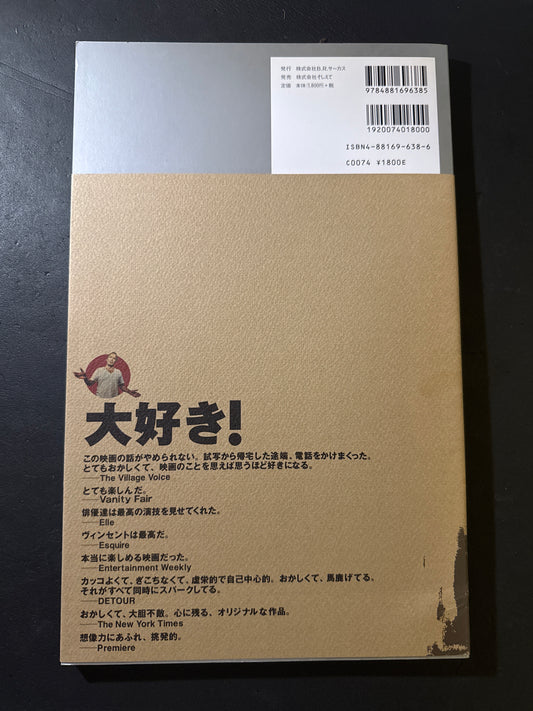 発行 株式会社B.R.サーカス
発売 株式会社そしえて
定価 本体1,800円+税
9784881696385
1920074018000
ISBN4-88169-638-6
C0074 ¥1800E
大好き!
この映画の話がやめられない。試写から帰宅した途端、電話をかけまくった。
とてもおかしくて、映画のことを思えば思うほど好きになる。
——The Village Voice
とても楽しんだ。
——Vanity Fair
俳優達は最高の演技を見せてくれた。
——Elle
ヴィンセントは最高だ。
——Esquire
本当に楽しめる映画だった。
——Entertainment Weekly
カッコよくて、ぎこちなくて、虚栄的で自己中心的。おかしくて、馬鹿げてる。
それがすべて同時にスパークしてる。
——DETOUR
おかしくて、大胆不敵。心に残る、オリジナルな作品。
——The New York Times
想像力にあふれ、挑発的。
——Premiere